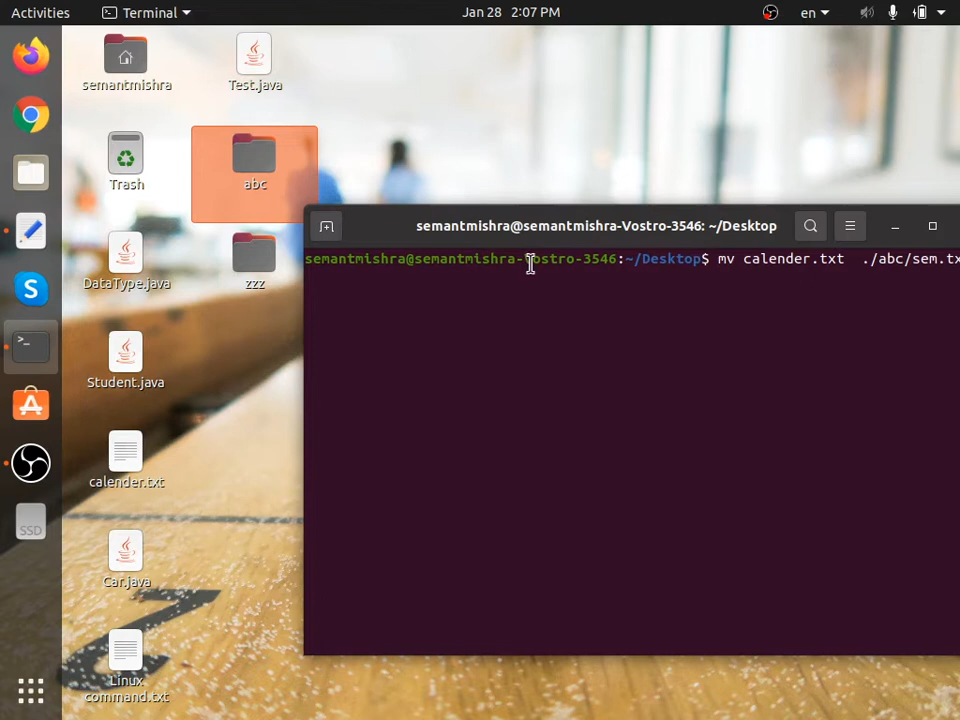 Activities
Terminal
Jan 28 2:07 PM
en
semantmishra
Test.java
Trash
abc
DataType.java
zzz
semantmishra@semantmishra-Vostro-3546: ~/Desktop
semantmishra@semantmishra-Vostro-3546:~/Desktop$ mv calender.txt ./abc/sem.tx
Student.java
calender.txt
SSD
Car.java
Linux
command.txt